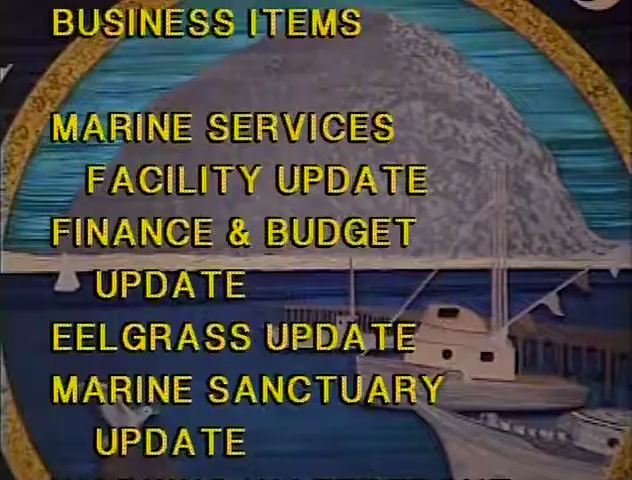 BUSINESS ITEMS
MARINE SERVICES
FACILITY UPDATE
FINANCE & BUDGET
UPDATE
EELGRASS UPDATE
MARINE SANCTUARY
UPDATE